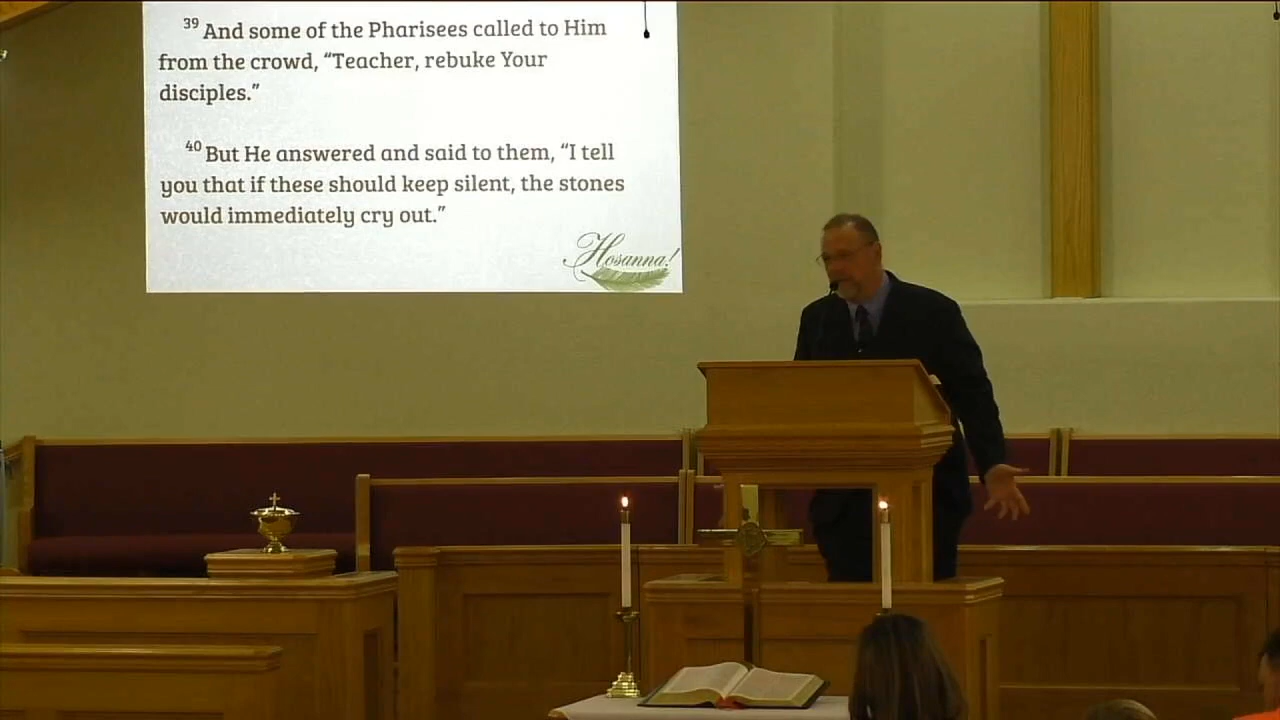 39 And some of the Pharisees called to Him
from the crowd, “Teacher, rebuke Your
disciples.”
40 But He answered and said to them, “I tell
you that if these should keep silent, the stones
would immediately cry out.”
Hosanna!